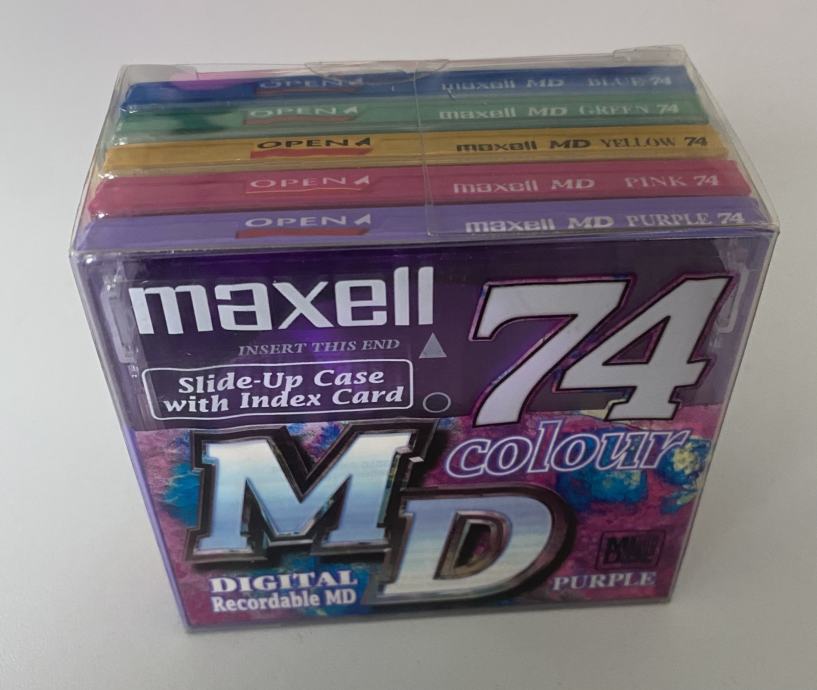 OPEN maxell MD BLUE 74
OPEN maxell MD GREEN 74
OPEN maxell MD YELLOW 74
OPEN maxell MD PINK 74
OPEN maxell MD PURPLE 74
maxell
INSERT THIS END
74
Slide-Up Case
with Index Card
colour
MD
DIGITAL
Recordable MD
PURPLE